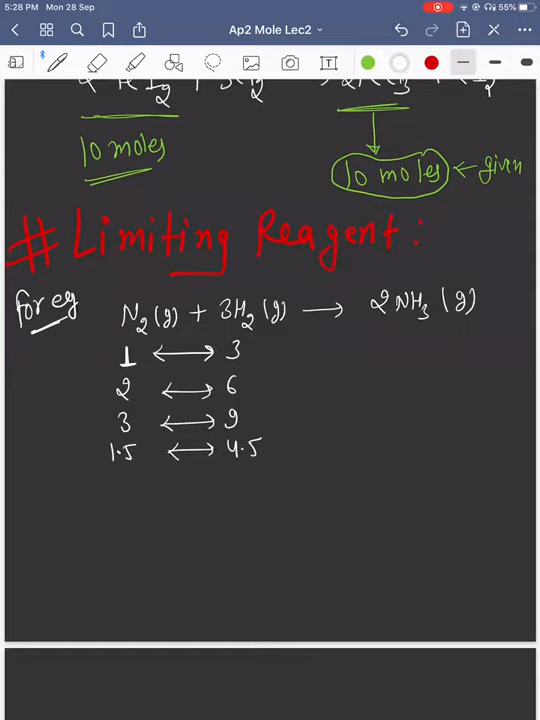 5:28 PM Mon 28 Sep
55%
Ap2 Mole Lec2
T
10 moles
10 moles ← given
# Limiting Reagent :
for eg
N2(g) + 3H2(g) → 2NH3(g)
1 ↔ 3
2 ↔ 6
3 ↔ 9
1.5 ↔ 4.5